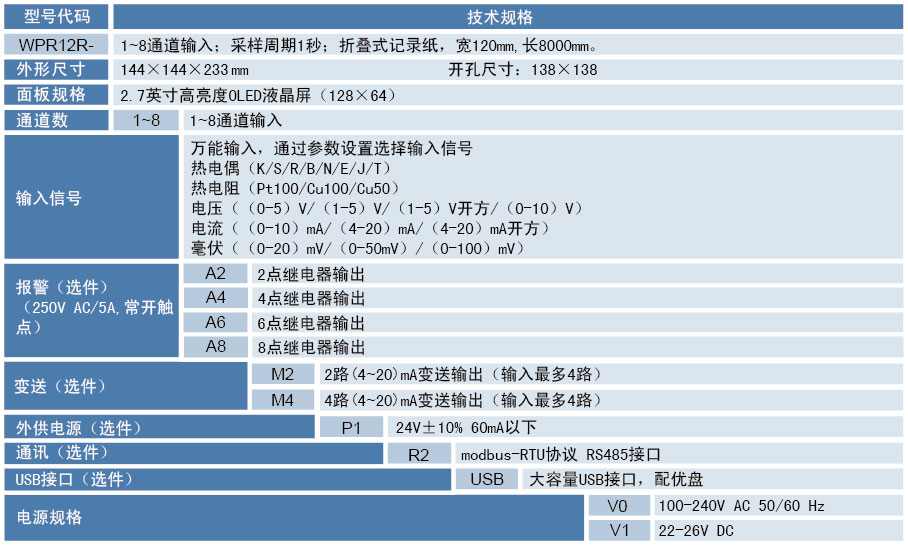 型号代码 技术规格
WPR12R- 1~8通道输入；采样周期1秒；折叠式记录纸，宽120mm,长8000mm。
外形尺寸 144×144×233mm 开孔尺寸：138×138
面板规格 2.7英寸高亮度OLED液晶屏（128×64）
通道数 1~8 1~8通道输入
输入信号
万能输入，通过参数设置选择输入信号
热电偶（K/S/R/B/N/E/J/T）
热电阻（Pt100/Cu100/Cu50）
电压（（0-5）V/（1-5）V/（1-5）V开方/（0-10）V）
电流（（0-10）mA/（4-20）mA/（4-20）mA开方）
毫伏（（0-20）mV/（0-50mV）/（0-100）mV）
报警（选件）
（250V AC/5A,常开触
点）
A2 2点继电器输出
A4 4点继电器输出
A6 6点继电器输出
A8 8点继电器输出
变送（选件）
M2 2路(4~20)mA变送输出（输入最多4路）
M4 4路(4~20)mA变送输出（输入最多4路）
外供电源（选件） P1 24V±10% 60mA以下
通讯（选件） R2 modbus-RTU协议 RS485接口
USB接口（选件） USB 大容量USB接口，配优盘
电源规格
V0 100-240V AC 50/60 Hz
V1 22-26V DC